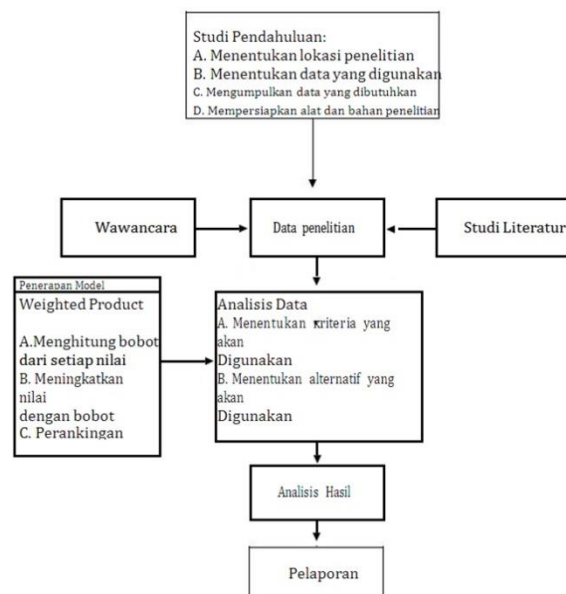 Studi Pendahuluan:
A. Menentukan lokasi penelitian
B. Menentukan data yang digunakan
C. Mengumpulkan data yang dibutuhkan
D. Mempersiapkan alat dan bahan penelitian
Wawancara
Data penelitian
Studi Literatur
Penerapan Model
Weighted Product
A.Menghitung bobot
dari setiap nilai
B. Meningkatkan
nilai
dengan bobot
C. Perankingan
Analisis Data
A. Menentukan kriteria yang
akan
Digunakan
B. Menentukan alternatif yang
akan
Digunakan
Analisis Hasil
Pelaporan